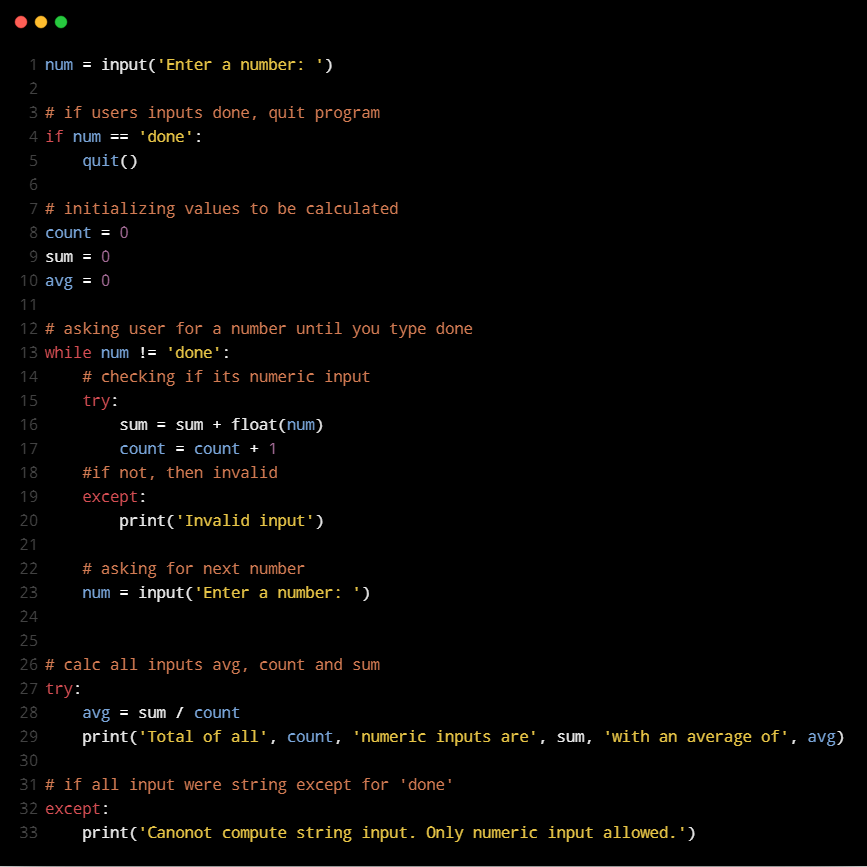 1 num = input('Enter a number: ')
2
3 # if users inputs done, quit program
4 if num == 'done':
5     quit()
6
7 # initializing values to be calculated
8 count = 0
9 sum = 0
10 avg = 0
11
12 # asking user for a number until you type done
13 while num != 'done':
14     # checking if its numeric input
15     try:
16         sum = sum + float(num)
17         count = count + 1
18     #if not, then invalid
19     except:
20         print('Invalid input')
21
22     # asking for next number
23     num = input('Enter a number: ')
24
25
26 # calc all inputs avg, count and sum
27 try:
28     avg = sum / count
29     print('Total of all', count, 'numeric inputs are', sum, 'with an average of', avg)
30
31 # if all input were string except for 'done'
32 except:
33     print('Canonot compute string input. Only numeric input allowed.')